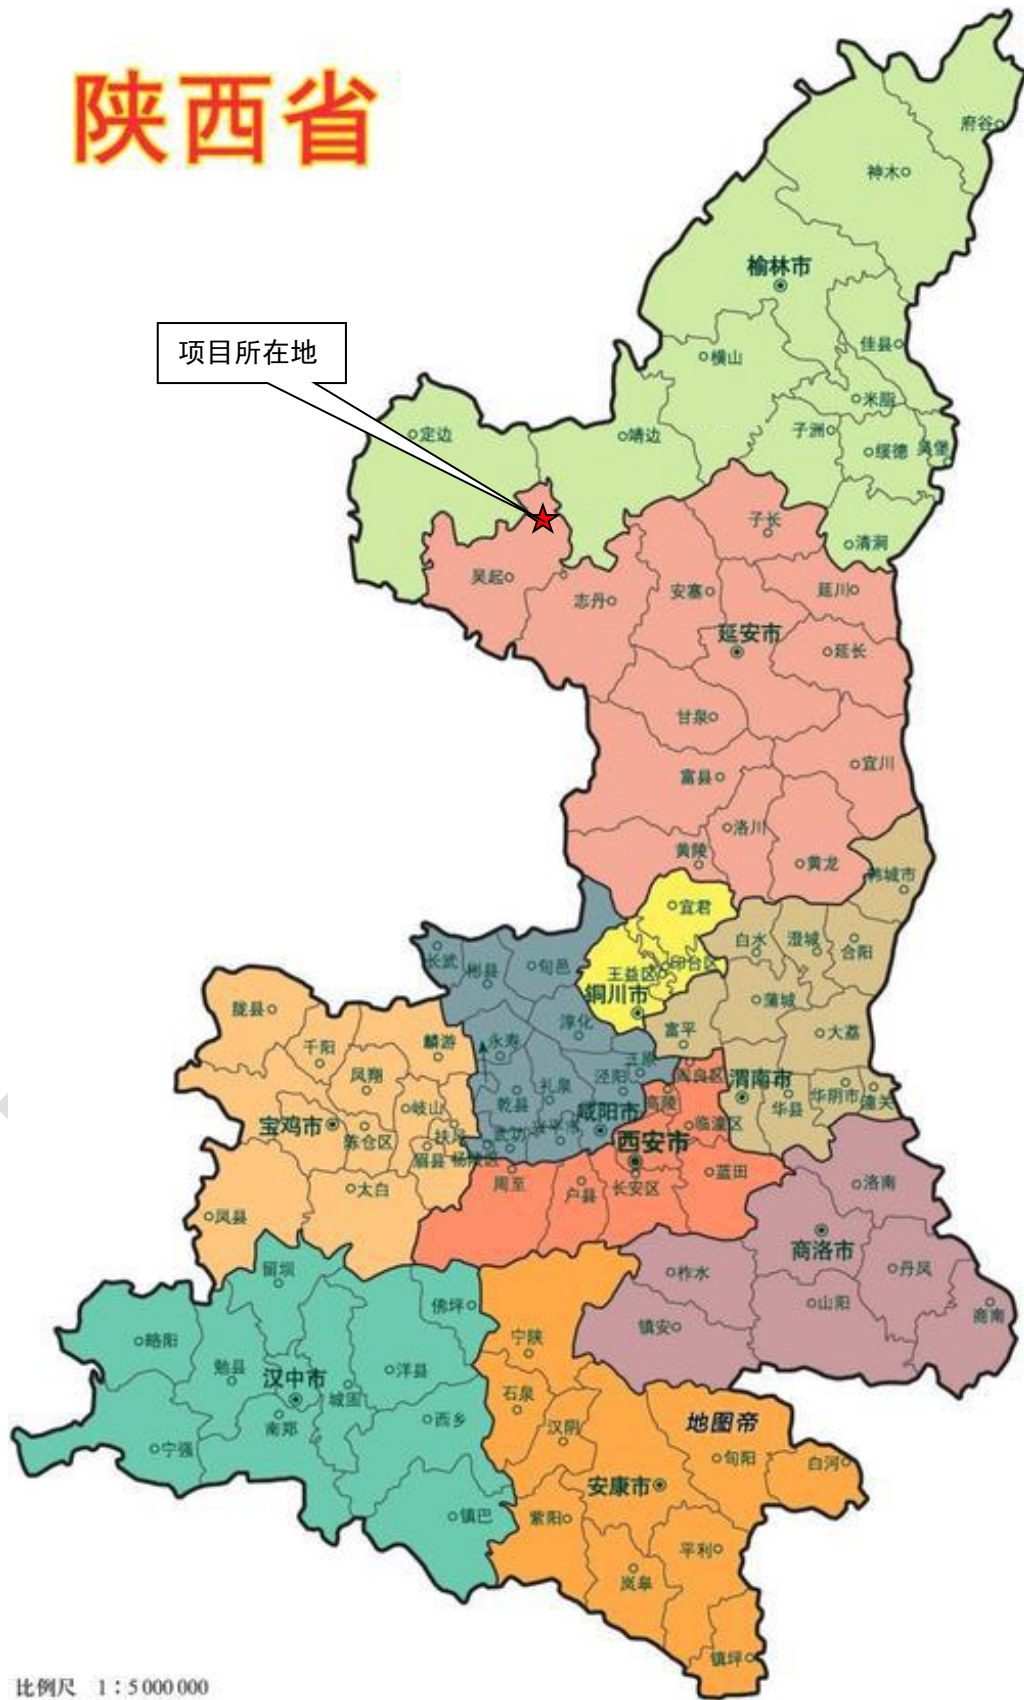 陕西省
府谷
神木
榆林市
项目所在地
佳县
横山
米脂
定边
靖边
子洲
绥德
吴堡
子长
清涧
吴起
志丹
安塞
延川
延安市
延长
甘泉
宜川
富县
洛川
黄陵
黄龙
韩城市
宜君
白水
澄城
合阳
长武
彬县
旬邑
王益区
印台区
铜川市
蒲城
陇县
淳化
富平
大荔
千阳
麟游
永寿
三原
凤翔
礼泉
泾阳
阎良区
渭南市
岐山
乾县
咸阳市
高陵
华县
华阴市
潼关
宝鸡市
陈仓区
扶风
武功
兴平市
临潼区
西安市
眉县
杨陵区
太白
周至
户县
长安区
蓝田
洛南
凤县
商洛市
留坝
柞水
丹凤
佛坪
山阳
商南
略阳
宁陕
镇安
勉县
汉中市
洋县
城固
石泉
南郑
西乡
汉阴
地图帝
宁强
旬阳
白河
安康市
镇巴
紫阳
平利
岚皋
镇坪
比例尺 1:5 000 000